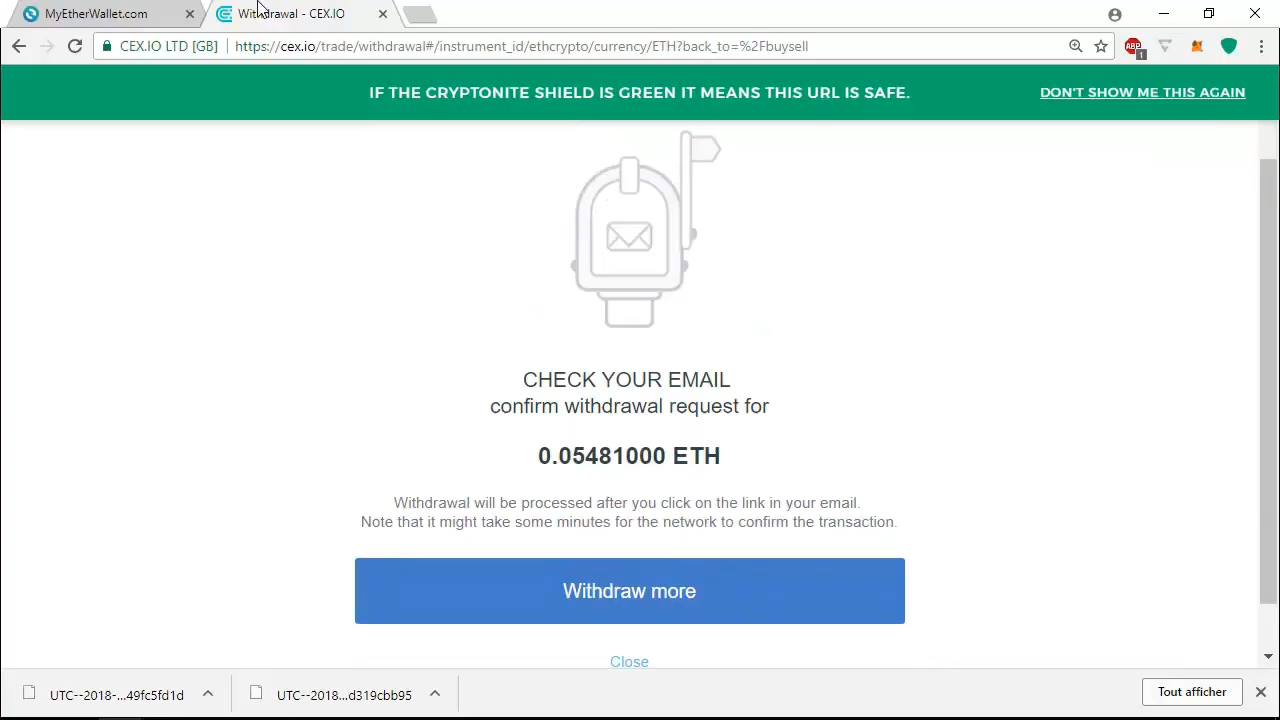 MyEtherWallet.com
Withdrawal - CEX.IO
CEX.IO LTD [GB]
https://cex.io/trade/withdrawal#/instrument_id/ethcrypto/currency/ETH?back_to=%2Fbuysell
ABP
1
IF THE CRYPTONITE SHIELD IS GREEN IT MEANS THIS URL IS SAFE.
DON'T SHOW ME THIS AGAIN
CHECK YOUR EMAIL
confirm withdrawal request for
0.05481000 ETH
Withdrawal will be processed after you click on the link in your email.
Note that it might take some minutes for the network to confirm the transaction.
Withdraw more
Close
UTC--2018-...49fc5fd1d
UTC--2018...d319cbb95
Tout afficher